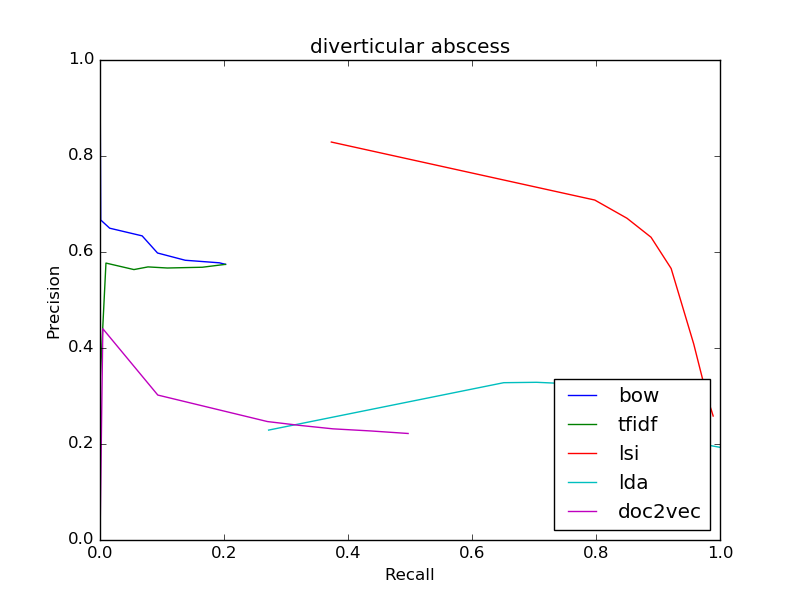 diverticular abscess
1.0
0.8
0.6
0.4
0.2
0.0
Precision
0.0 0.2 0.4 0.6 0.8 1.0
Recall
bow
tfidf
lsi
lda
doc2vec